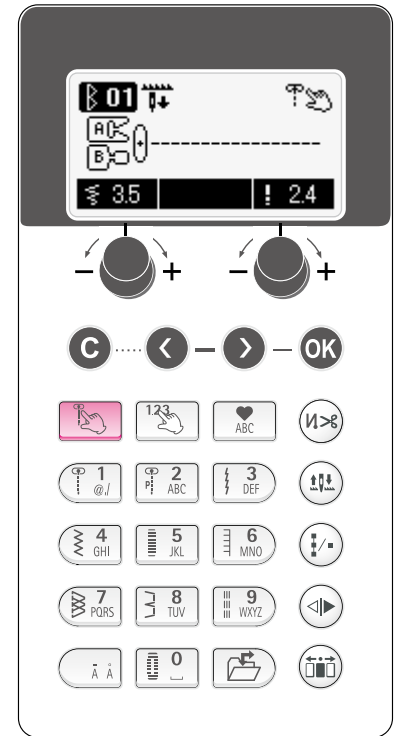 01
A
B
3.5 ! 2.4
- + - +
C OK
1.2.3. ABC
1 @./ P 2 ABC 3 DEF
4 GHI 5 JKL 6 MNO
7 PQRS 8 TUV 9 WXYZ
Ā Å 0